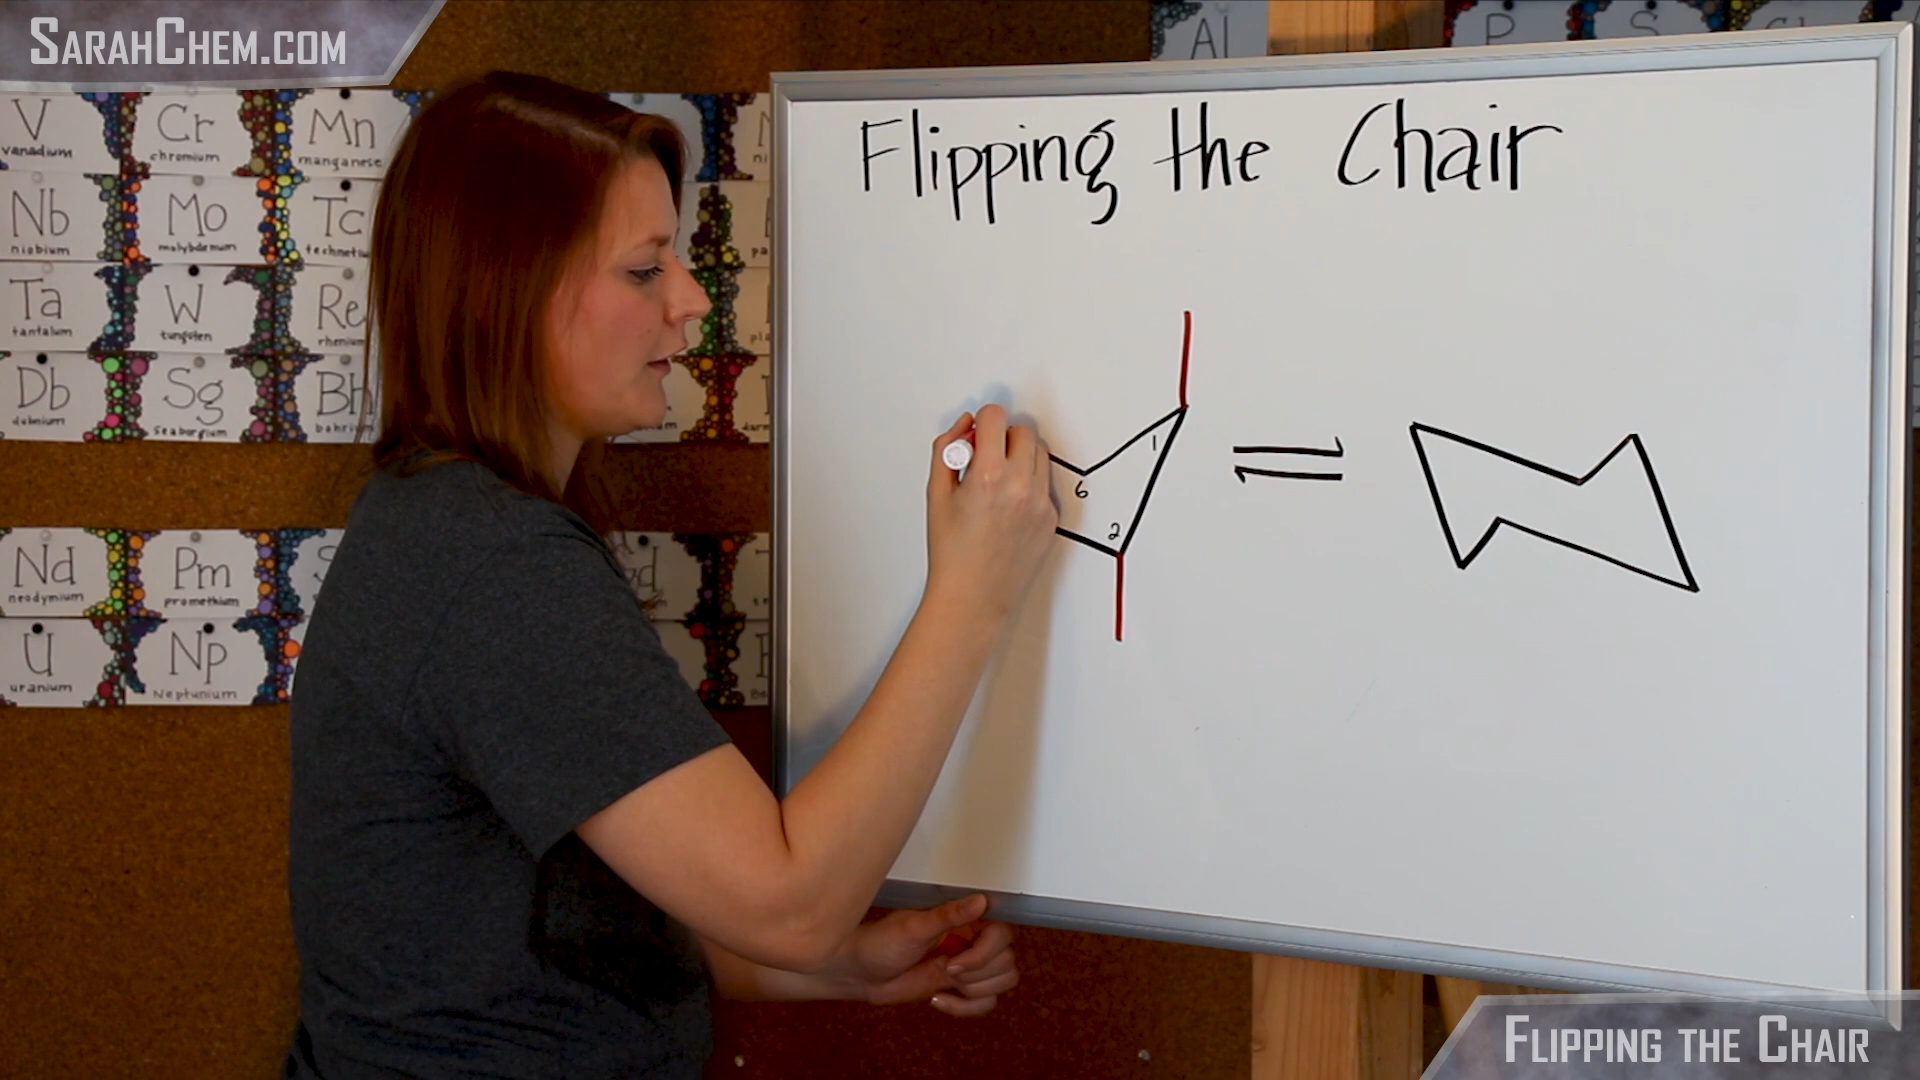 SARAHCHEM.COM
Al
P
S
V
vanadium
Cr
chromium
Mn
manganese
Nb
niobium
Mo
molybdenum
Tc
Ta
tantalum
W
tungsten
Re
rhenium
Db
dubnium
Sg
Seaborgium
Bh
bohrium
Nd
neodymium
Pm
promethium
U
uranium
Np
Neptunium
Flipping the Chair
1
6
2
FLIPPING THE CHAIR